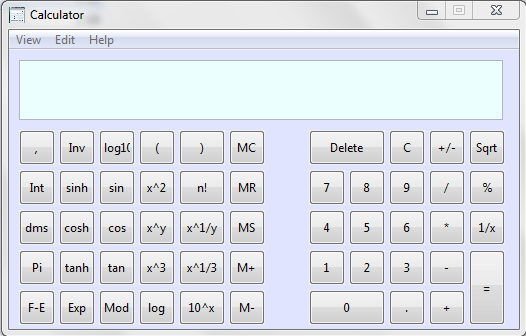 Calculator
View Edit Help
, Inv log10 ( ) MC Delete C +/- Sqrt
Int sinh sin x^2 n! MR 7 8 9 / %
dms cosh cos x^y x^1/y MS 4 5 6 * 1/x
Pi tanh tan x^3 x^1/3 M+ 1 2 3 - =
F-E Exp Mod log 10^x M- 0 . +